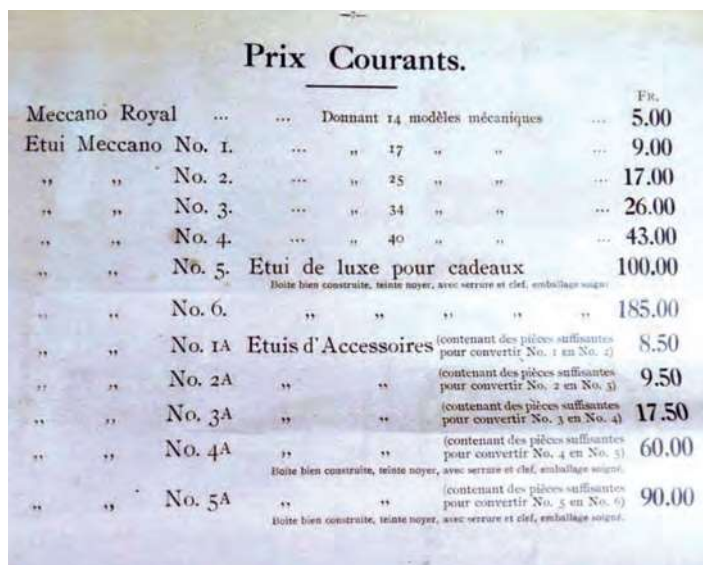 —7—
Prix Courants.
FR.
Meccano Royal ... ... Donnant 14 modèles mécaniques ... 5.00
Etui Meccano No. 1. ... „ 17 „ „ ... 9.00
„ „ No. 2. ... „ 25 „ „ ... 17.00
„ „ No. 3. ... „ 34 „ „ ... 26.00
„ „ No. 4. ... „ 40 „ „ ... 43.00
„ „ No. 5. Etui de luxe pour cadeaux 100.00
Boite bien construite, teinte noyer, avec serrure et clef, emballage soigné
„ „ No. 6. „ „ „ „ „ 185.00
„ „ No. 1A Etuis d'Accessoires (contenant des pièces suffisantes pour convertir No. 1 en No. 2) 8.50
„ „ No. 2A „ „ (contenant des pièces suffisantes pour convertir No. 2 en No. 3) 9.50
„ „ No. 3A „ „ (contenant des pièces suffisantes pour convertir No. 3 en No. 4) 17.50
„ „ No. 4A „ „ (contenant des pièces suffisantes pour convertir No. 4 en No. 5) 60.00
Boite bien construite, teinte noyer, avec serrure et clef, emballage soigné.
„ „ No. 5A „ „ (contenant des pièces suffisantes pour convertir No. 5 en No. 6) 90.00
Boite bien construite, teinte noyer, avec serrure et clef, emballage soigné.